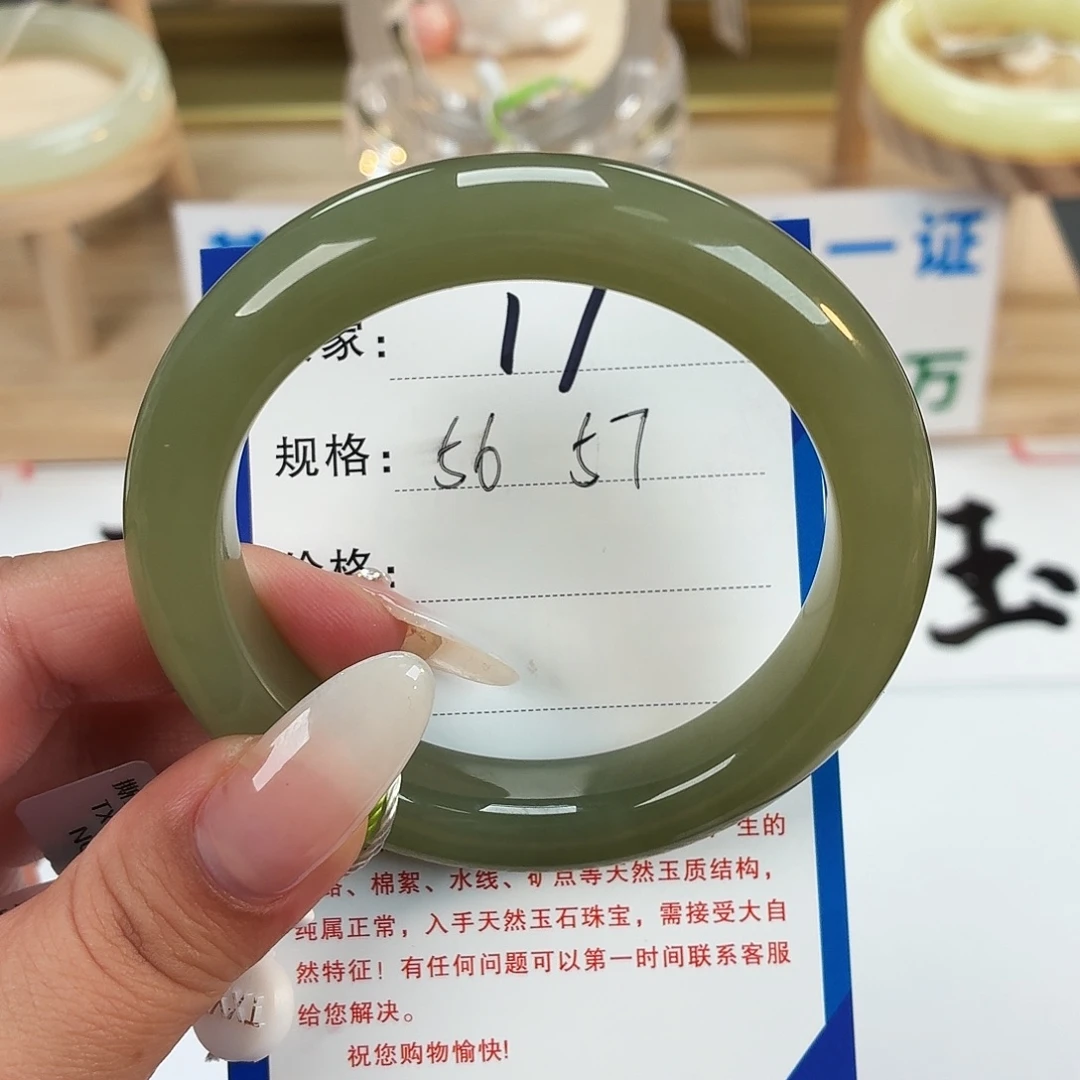 一证
万
家： 11
规格： 56 57
价格：
玉
生的
、棉絮、水线、矿点等天然玉质结构，
纯属正常，入手天然玉石珠宝，需接受大自
然特征！有任何问题可以第一时间联系客服
给您解决。
祝您购物愉快!